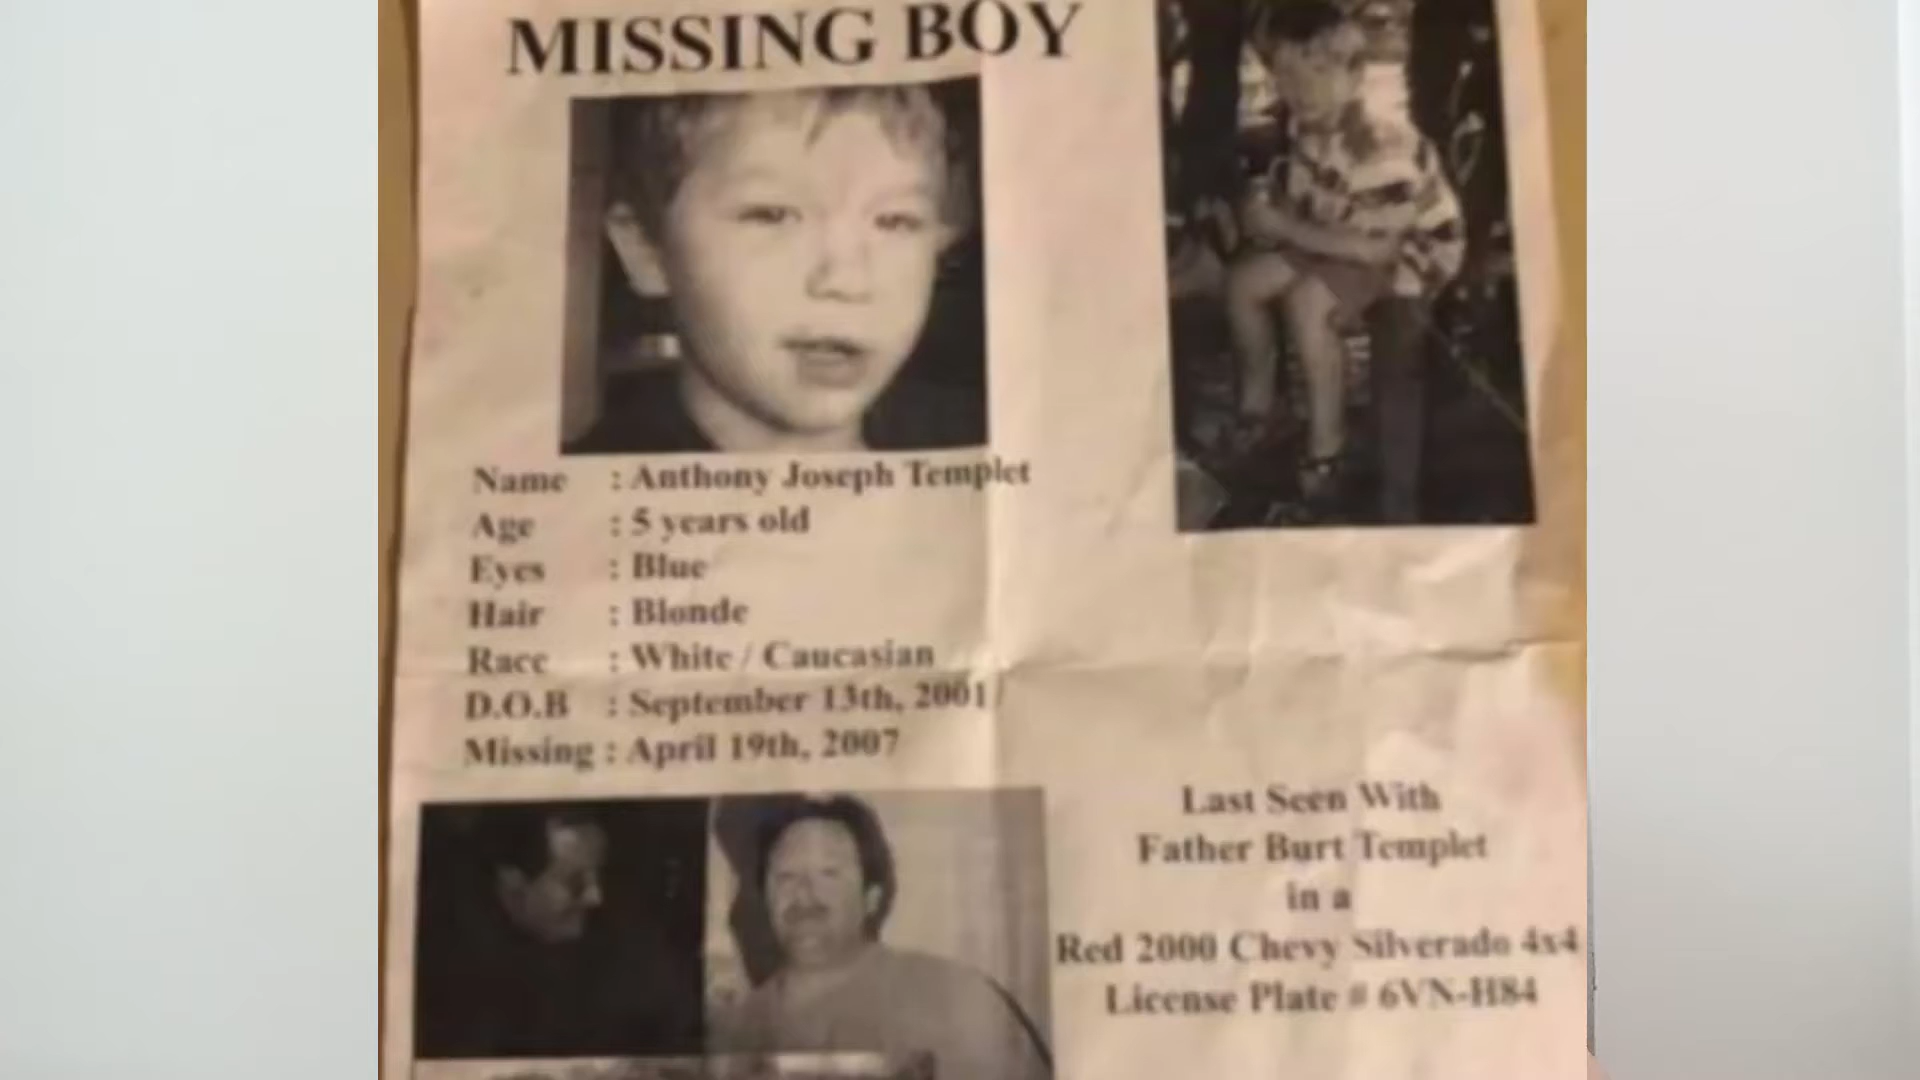 MISSING BOY
Name : Anthony Joseph Templet
Age : 5 years old
Eyes : Blue
Hair : Blonde
Race : White / Caucasian
D.O.B : September 13th, 2001
Missing : April 19th, 2007
Last Seen With
Father Burt Templet
in a
Red 2000 Chevy Silverado 4x4
License Plate # 6VN-H84